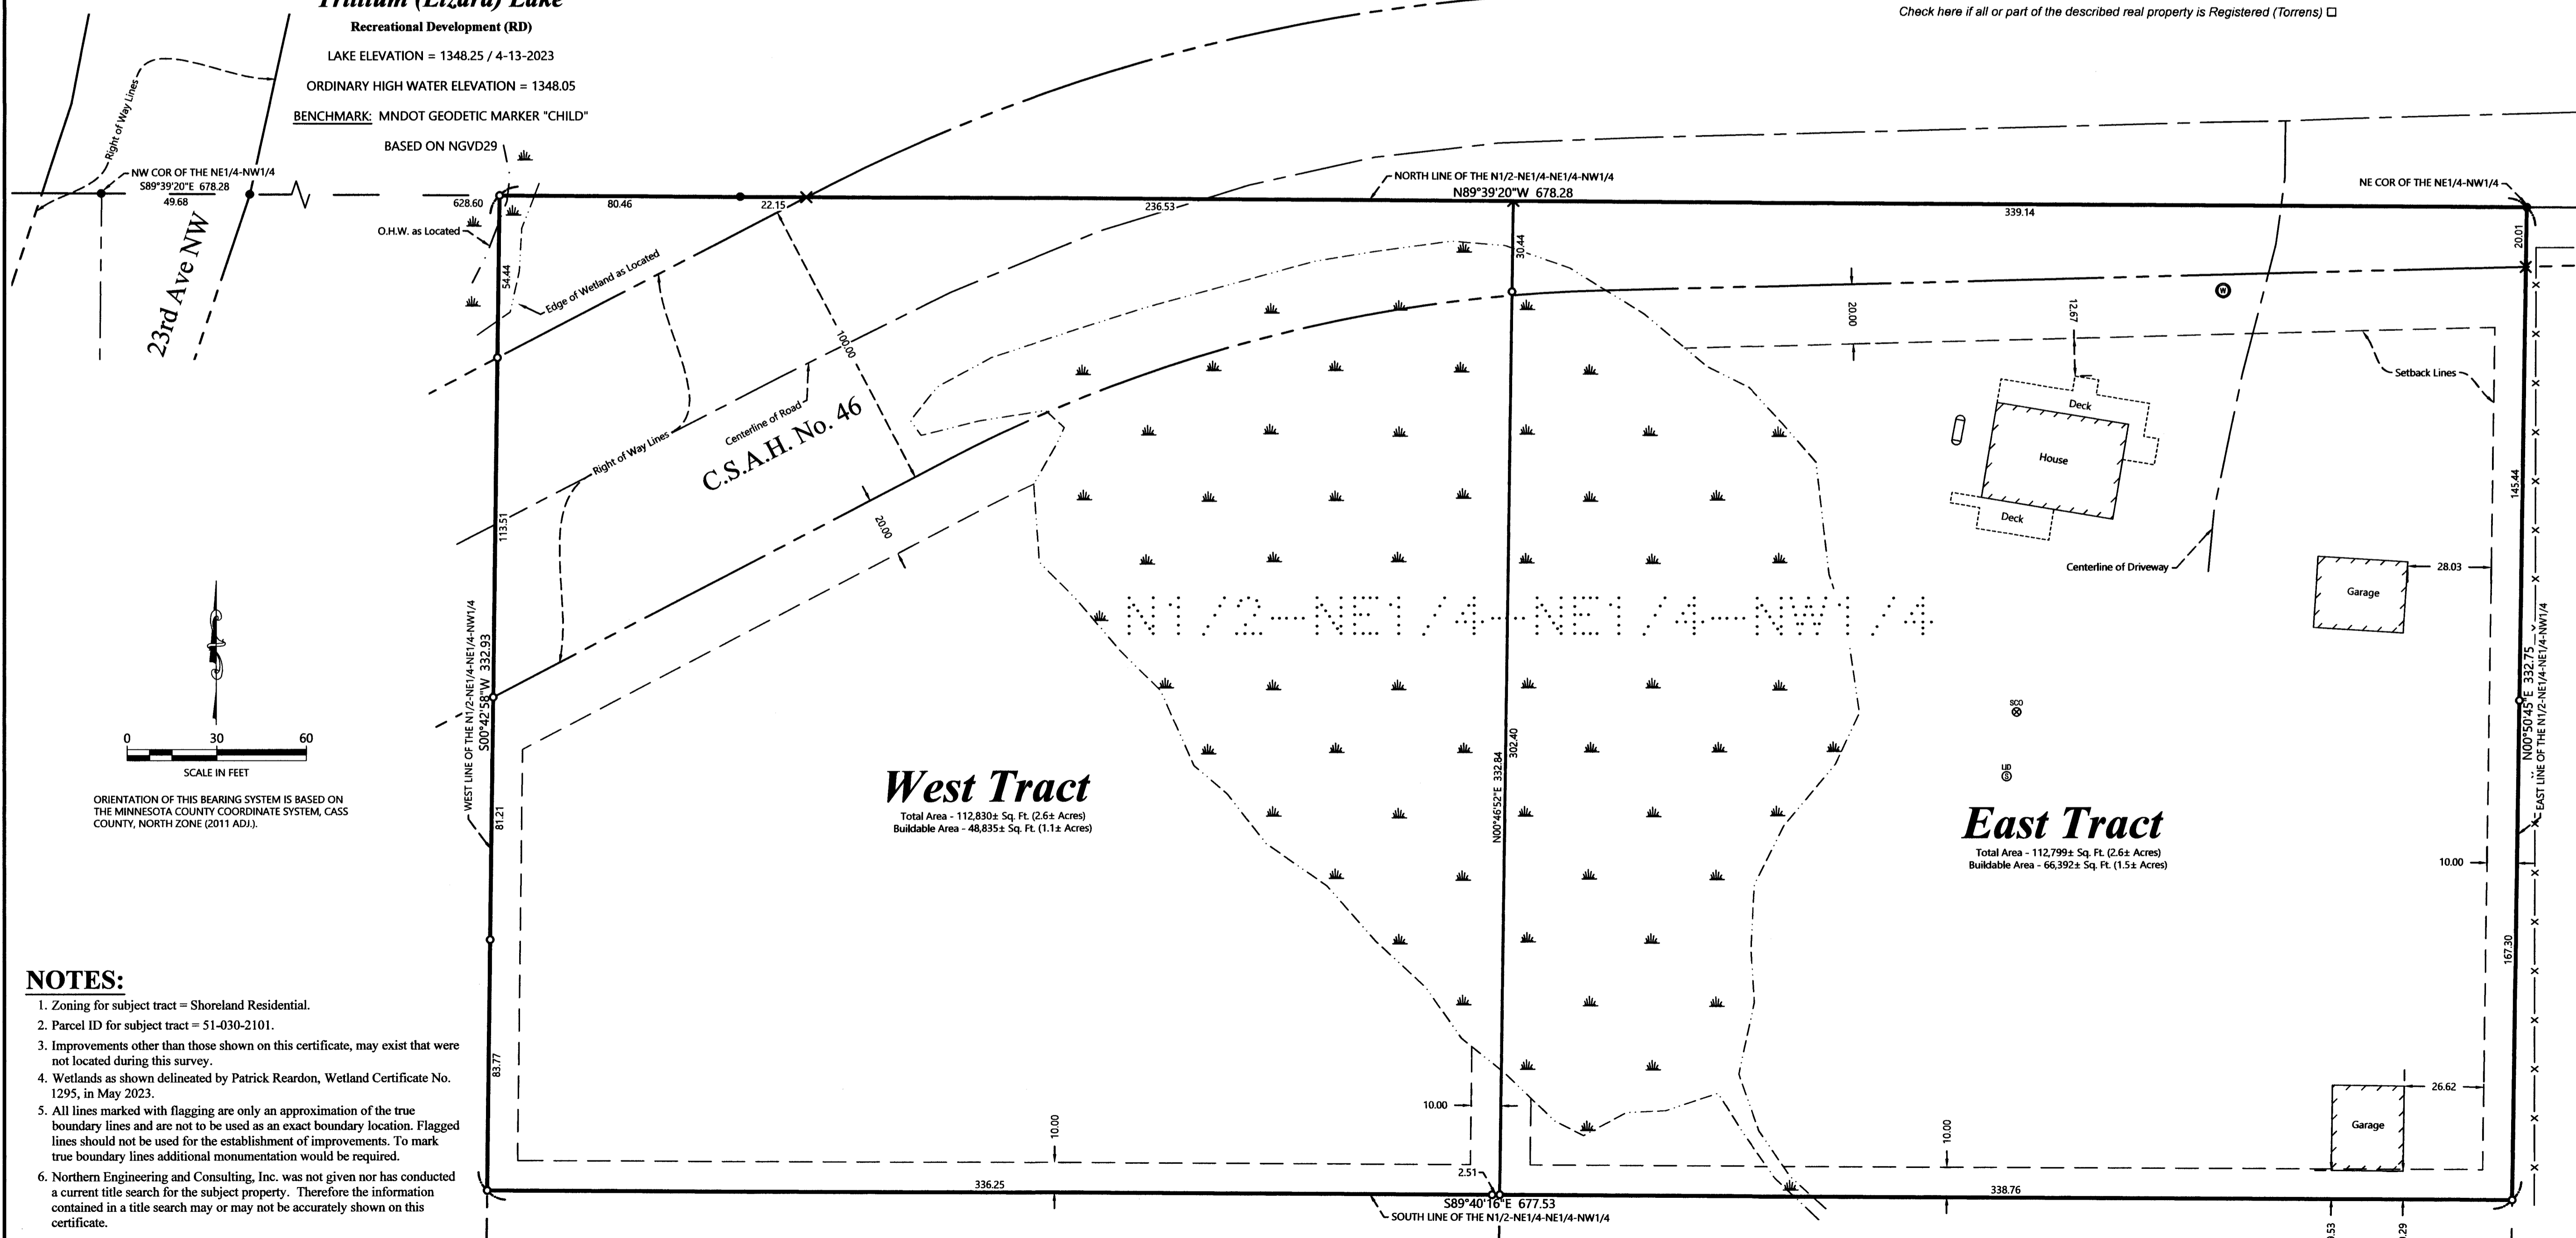 Trillium (Lizard) Lake
Recreational Development (RD)
LAKE ELEVATION = 1348.25 / 4-13-2023
ORDINARY HIGH WATER ELEVATION = 1348.05
BENCHMARK: MNDOT GEODETIC MARKER "CHILD"
BASED ON NGVD29
Check here if all or part of the described real property is Registered (Torrens) ☐
Right of Way Lines
NW COR OF THE NE1/4-NW1/4
S89°39'20"E 678.28
49.68
628.60
23rd Ave NW
O.H.W. as Located
80.46
22.15
236.53
NORTH LINE OF THE N1/2-NE1/4-NE1/4-NW1/4
N89°39'20"W 678.28
339.14
NE COR OF THE NE1/4-NW1/4
20.01
54.44
Edge of Wetland as Located
30.44
100.00
20.00
12.67
Setback Lines
Deck
House
Deck
Centerline of Road
C.S.A.H. No. 46
Right of Way Lines
20.00
113.51
145.44
Centerline of Driveway
28.03
Garage
N1/2--NE1/4--NE1/4--NW1/4
WEST LINE OF THE N1/2-NE1/4-NE1/4-NW1/4
S00°42'58"W 332.93
81.21
N00°46'52"E 332.84
302.40
N00°50'45"E 332.75
EAST LINE OF THE N1/2-NE1/4-NE1/4-NW1/4
W
SCO
LID
S
0 30 60
SCALE IN FEET
ORIENTATION OF THIS BEARING SYSTEM IS BASED ON
THE MINNESOTA COUNTY COORDINATE SYSTEM, CASS
COUNTY, NORTH ZONE (2011 ADJ.).
West Tract
Total Area - 112,830± Sq. Ft. (2.6± Acres)
Buildable Area - 48,835± Sq. Ft. (1.1± Acres)
East Tract
Total Area - 112,799± Sq. Ft. (2.6± Acres)
Buildable Area - 66,392± Sq. Ft. (1.5± Acres)
10.00
167.30
83.77
10.00
10.00
10.00
26.62
Garage
2.51
336.25
S89°40'16"E 677.53
338.76
SOUTH LINE OF THE N1/2-NE1/4-NE1/4-NW1/4
NOTES:
1. Zoning for subject tract = Shoreland Residential.
2. Parcel ID for subject tract = 51-030-2101.
3. Improvements other than those shown on this certificate, may exist that were
not located during this survey.
4. Wetlands as shown delineated by Patrick Reardon, Wetland Certificate No.
1295, in May 2023.
5. All lines marked with flagging are only an approximation of the true
boundary lines and are not to be used as an exact boundary location. Flagged
lines should not be used for the establishment of improvements. To mark
true boundary lines additional monumentation would be required.
6. Northern Engineering and Consulting, Inc. was not given nor has conducted
a current title search for the subject property. Therefore the information
contained in a title search may or may not be accurately shown on this
certificate.